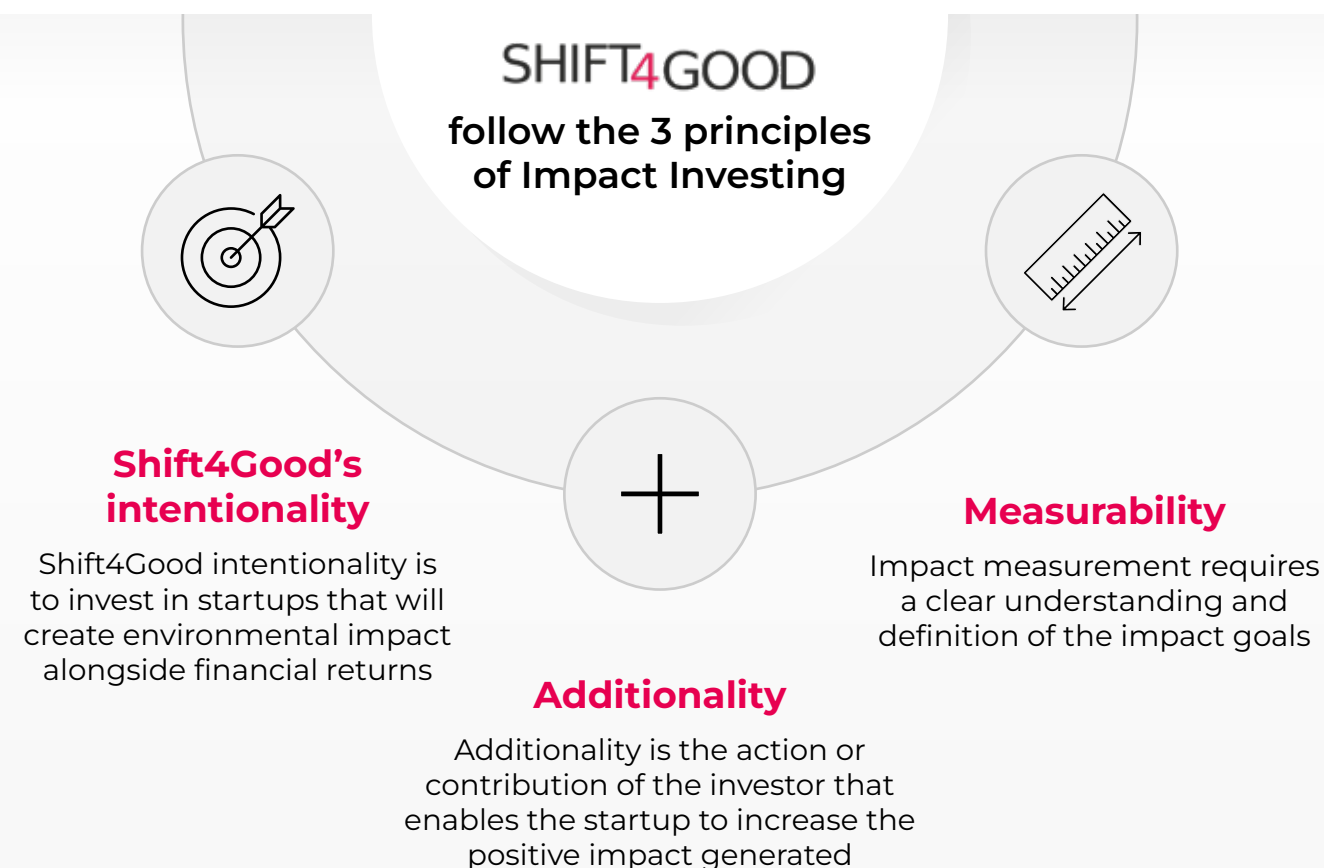 SHIFT4GOOD
follow the 3 principles
of Impact Investing
Shift4Good’s
intentionality
Shift4Good intentionality is
to invest in startups that will
create environmental impact
alongside financial returns
Additionality
Additionality is the action or
contribution of the investor that
enables the startup to increase the
positive impact generated
Measurability
Impact measurement requires
a clear understanding and
definition of the impact goals